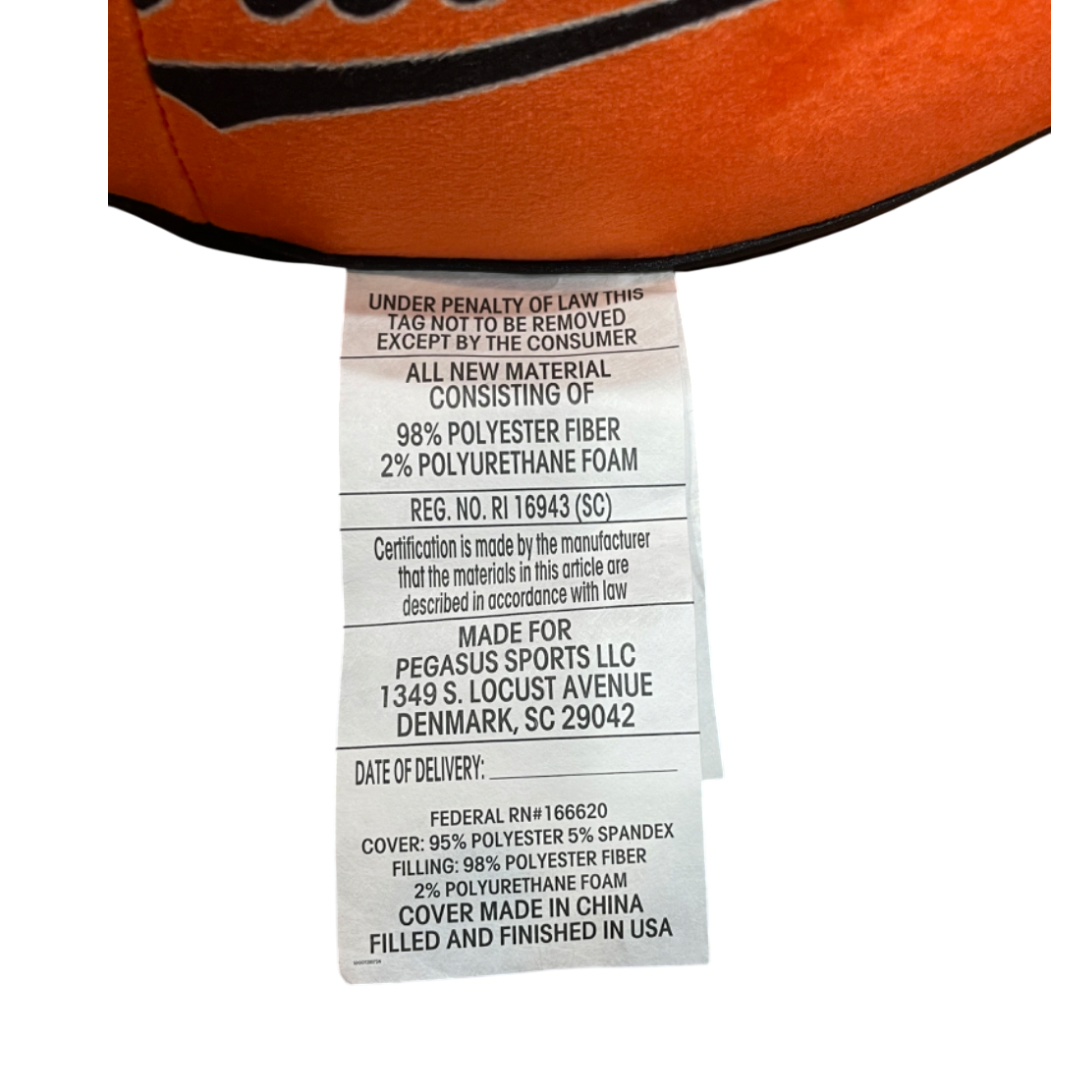 UNDER PENALTY OF LAW THIS
TAG NOT TO BE REMOVED
EXCEPT BY THE CONSUMER
ALL NEW MATERIAL
CONSISTING OF
98% POLYESTER FIBER
2% POLYURETHANE FOAM
REG. NO. RI 16943 (SC)
Certification is made by the manufacturer
that the materials in this article are
described in accordance with law
MADE FOR
PEGASUS SPORTS LLC
1349 S. LOCUST AVENUE
DENMARK, SC 29042
DATE OF DELIVERY:
FEDERAL RN#166620
COVER: 95% POLYESTER 5% SPANDEX
FILLING: 98% POLYESTER FIBER
2% POLYURETHANE FOAM
COVER MADE IN CHINA
FILLED AND FINISHED IN USA